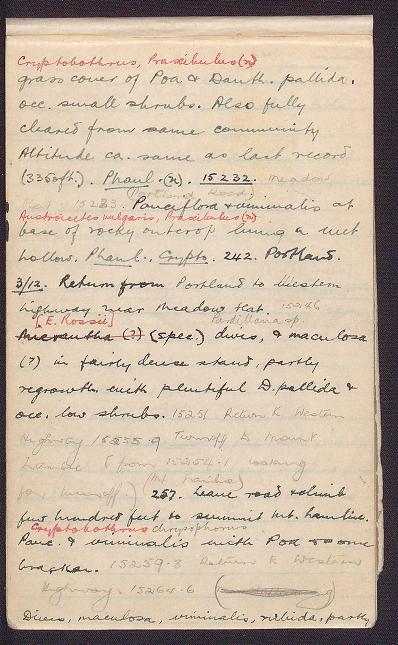 Cryptobothrus, Praxibulus (n)
grass cover of Poa & Danth. pallida,
occ. small shrubs. Also fully
cleared from same community
Altitude ca. same as last record
(3350ft.). Phaul. (n). 15232. Meadow
Flat 15233. (Portland Road)
Pauciflora & viminalis at
Austroicetes vulgaris, Praxibulus (n)
base of rocky outcrop lining a wet
hollow. Phaul., Crypto. 242. Portland.
3/12. Return from Portland to Western
highway near Meadow Flat. 15246
[E. Rossii] Pardillana sp.
Micrantha (?) (spec.) dives, & maculosa
(?) in fairly dense stand, partly
regrowth with plentiful D. pallida &
occ. low shrubs. 15251 Return to Western
Highway 15255.9 Turnoff to Mount
(from 15254.1 looking
for turnoff)
257. Leave road & climb
few hundred feet to summit Mt.
Cryptobothrus chrysophorus
Pauc. & viminalis with Poa & some
bracken. 15259.8 Return to Western
Highway. 15264.6
Dives, maculosa, viminalis, rubida, partly